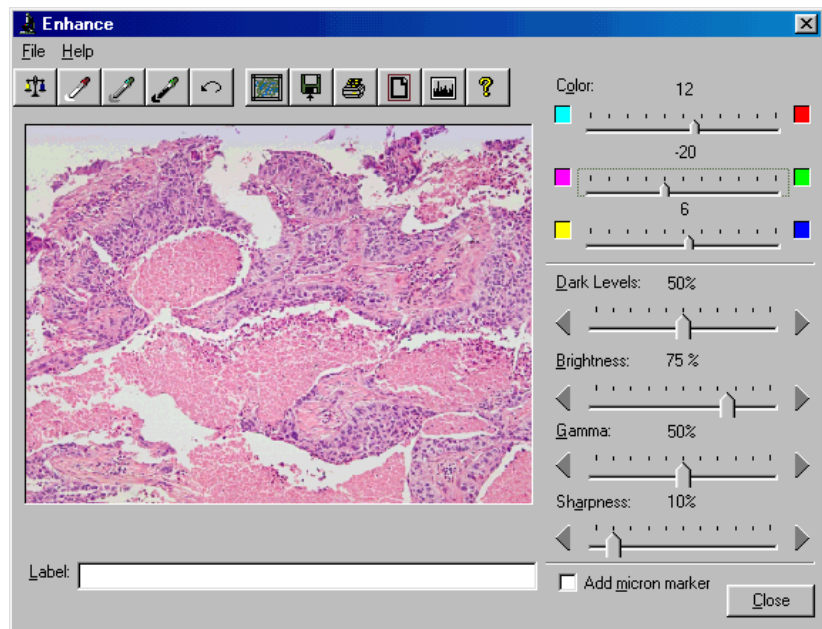 Enhance
File Help
Color: 12
-20
6
Dark Levels: 50%
Brightness: 75 %
Gamma: 50%
Sharpness: 10%
Label:
Add micron marker
Close